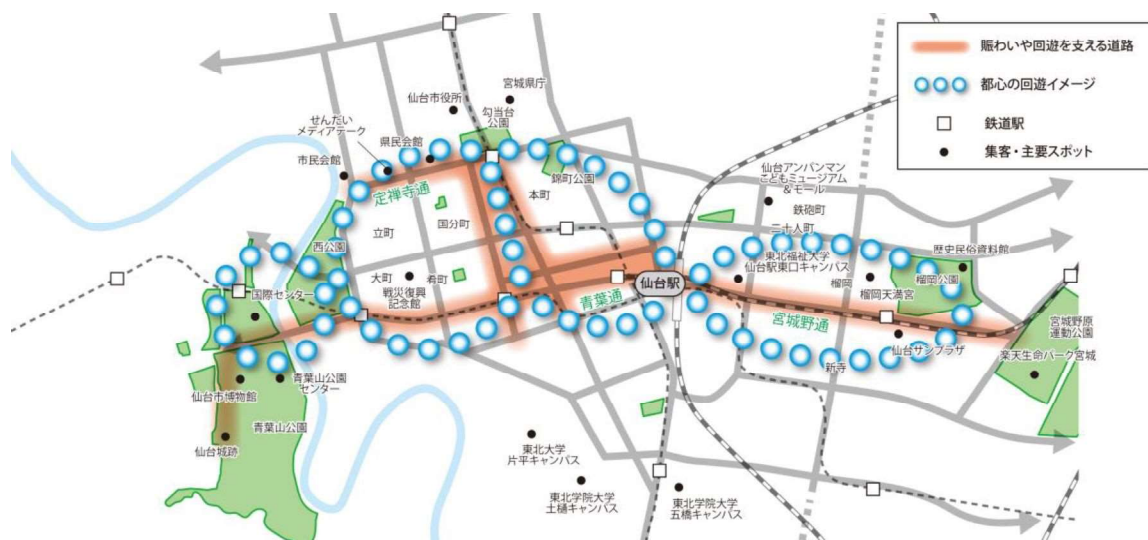 賑わいや回遊を支える道路
都心の回遊イメージ
鉄道駅
集客・主要スポット
宮城県庁
仙台市役所
勾当台
公園
せんだい
メディアテーク
県民会館
市民会館
定禅寺通
錦町公園
本町
国分町
立町
西公園
大町
肴町
戦災復興
記念館
国際センター
青葉通
仙台駅
仙台アンパンマン
こどもミュージアム
&モール
鉄砲町
二十人町
東北福祉大学
仙台駅東口キャンパス
榴岡
歴史民俗資料館
榴岡公園
榴岡天満宮
宮城野通
仙台サンプラザ
新寺
宮城野原
運動公園
楽天生命パーク宮城
青葉山公園
センター
仙台市博物館
青葉山公園
仙台城跡
東北大学
片平キャンパス
東北学院大学
土樋キャンパス
東北学院大学
五橋キャンパス